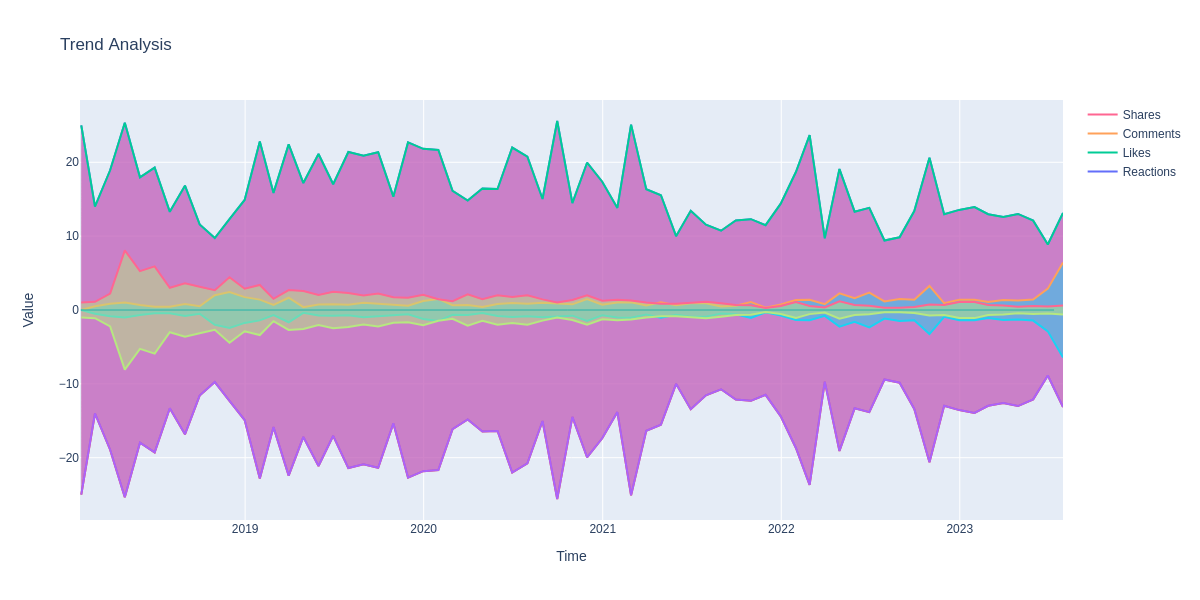 Trend Analysis
Shares
Comments
Likes
Reactions
Value
20
10
0
−10
−20
2019
2020
2021
2022
2023
Time